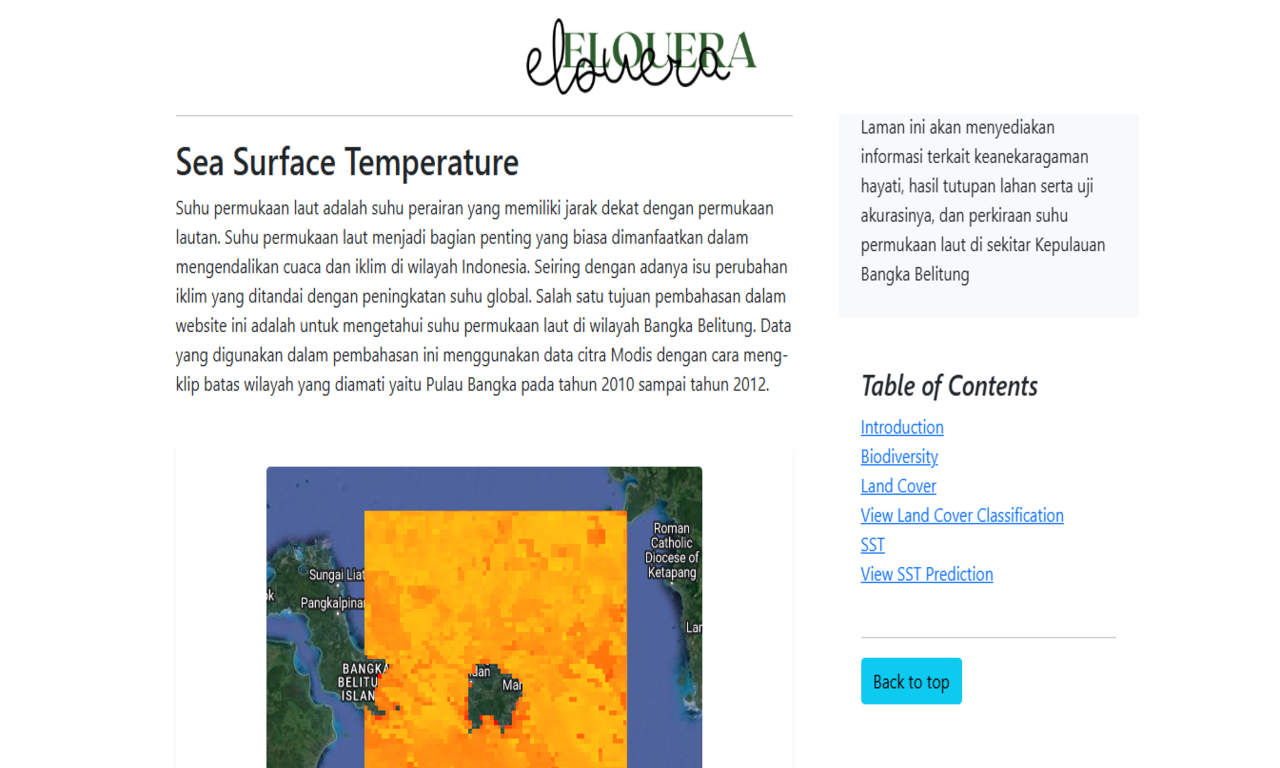 ELOUERA
elouera
Sea Surface Temperature
Suhu permukaan laut adalah suhu perairan yang memiliki jarak dekat dengan permukaan
lautan. Suhu permukaan laut menjadi bagian penting yang biasa dimanfaatkan dalam
mengendalikan cuaca dan iklim di wilayah Indonesia. Seiring dengan adanya isu perubahan
iklim yang ditandai dengan peningkatan suhu global. Salah satu tujuan pembahasan dalam
website ini adalah untuk mengetahui suhu permukaan laut di wilayah Bangka Belitung. Data
yang digunakan dalam pembahasan ini menggunakan data citra Modis dengan cara meng-
klip batas wilayah yang diamati yaitu Pulau Bangka pada tahun 2010 sampai tahun 2012.
Roman
Catholic
Diocese of
Ketapang
Sungai Liat
k
Pangkalpina
Lar
BANGKA
BELITU
ISLAN
dan
Mar
Laman ini akan menyediakan
informasi terkait keanekaragaman
hayati, hasil tutupan lahan serta uji
akurasinya, dan perkiraan suhu
permukaan laut di sekitar Kepulauan
Bangka Belitung
Table of Contents
Introduction
Biodiversity
Land Cover
View Land Cover Classification
SST
View SST Prediction
Back to top